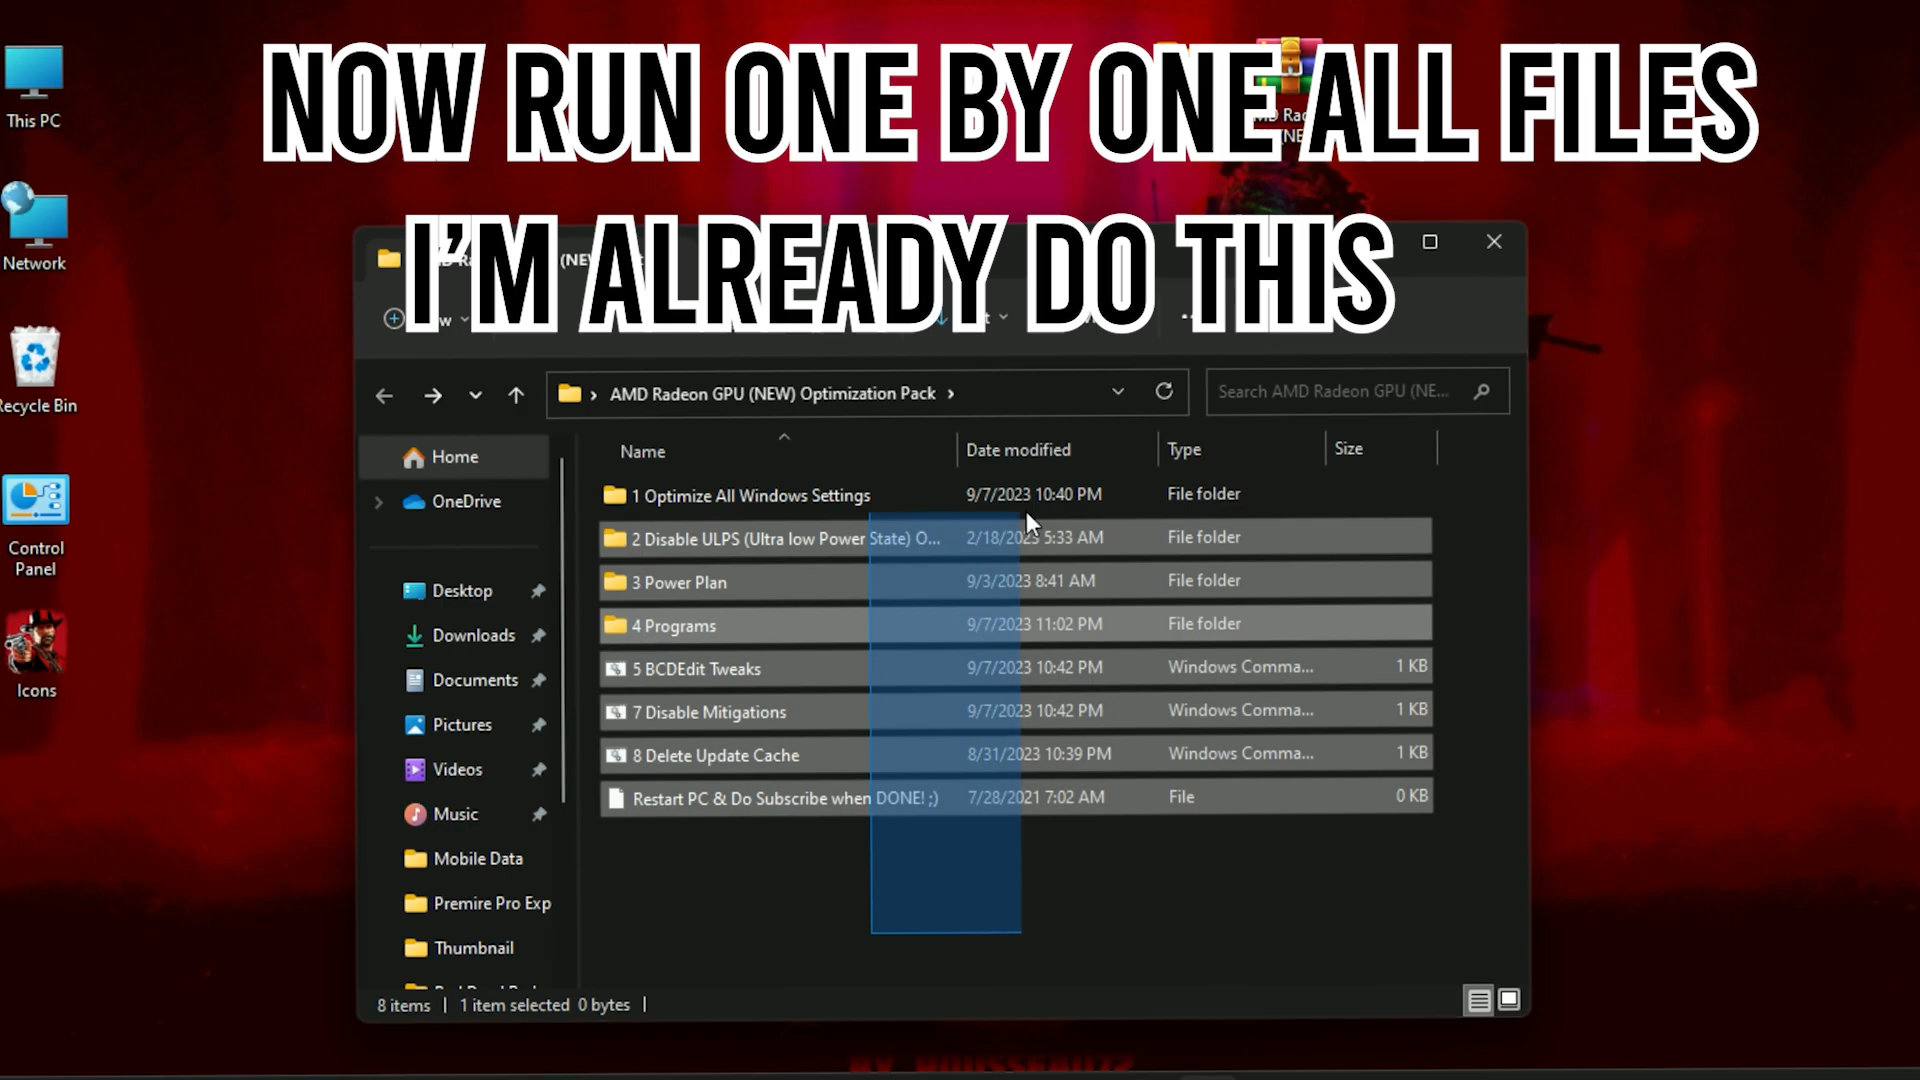 NOW RUN ONE BY ONE ALL FILES
I'M ALREADY DO THIS
This PC
Network
Recycle Bin
Control
Panel
Icons
AMD Radeon GPU (NEW) Optimization Pack
Search AMD Radeon GPU (NE...
Home
OneDrive
Desktop
Downloads
Documents
Pictures
Videos
Music
Mobile Data
Premire Pro Exp
Thumbnail
Name Date modified Type Size
1 Optimize All Windows Settings 9/7/2023 10:40 PM File folder
2 Disable ULPS (Ultra low Power State) O... 2/18/2023 5:33 AM File folder
3 Power Plan 9/3/2023 8:41 AM File folder
4 Programs 9/7/2023 11:02 PM File folder
5 BCDEdit Tweaks 9/7/2023 10:42 PM Windows Comma... 1 KB
7 Disable Mitigations 9/7/2023 10:42 PM Windows Comma... 1 KB
8 Delete Update Cache 8/31/2023 10:39 PM Windows Comma... 1 KB
Restart PC & Do Subscribe when DONE! ;) 7/28/2021 7:02 AM File 0 KB
8 items | 1 item selected 0 bytes |